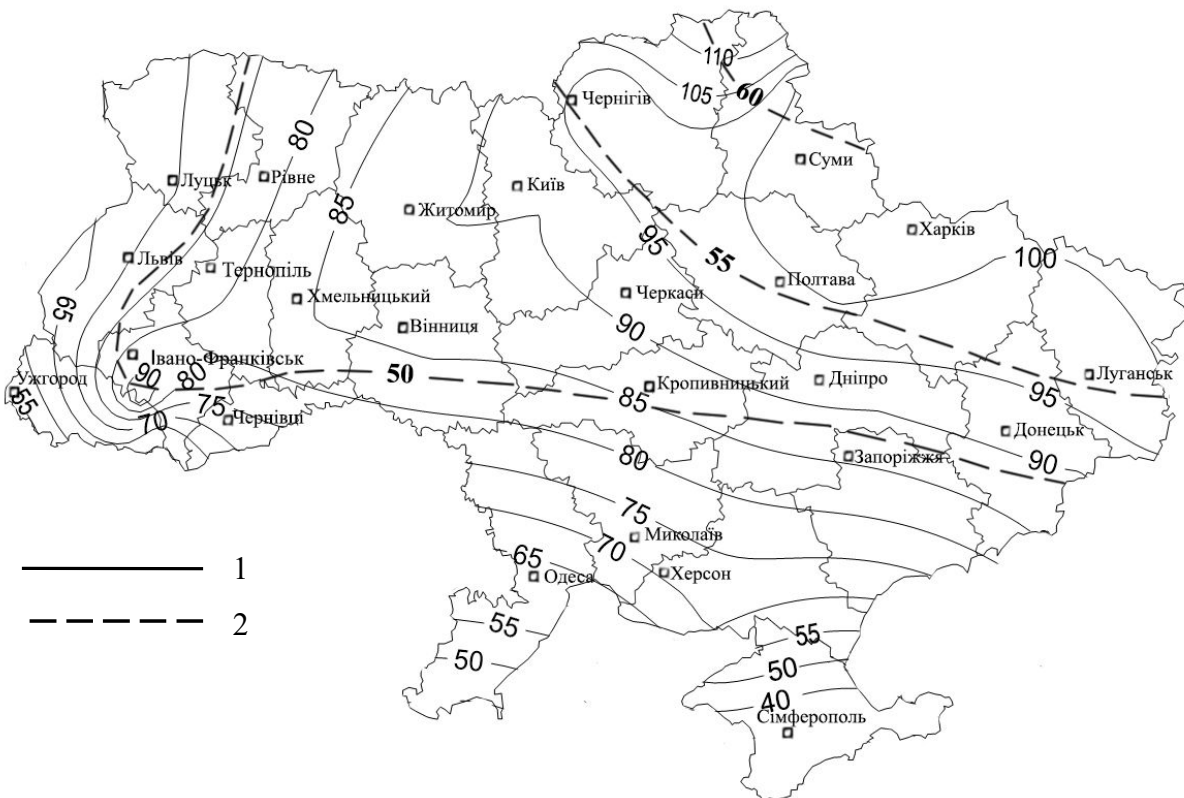 110
105
60
Чернігів
80
Суми
Луцьк
Рівне
Київ
85
Житомир
Харків
95
55
100
Львів
Тернопіль
Полтава
Хмельницький
Черкаси
65
Вінниця
90
Івано-Франківськ
Ужгород
90
80
50
Кропивницький
Дніпро
Луганськ
55
75
85
95
70
Чернівці
Донецьк
80
Запоріжжя
90
75
Миколаїв
70
65
Одеса
Херсон
1
2
55
55
50
50
40
Сімферополь